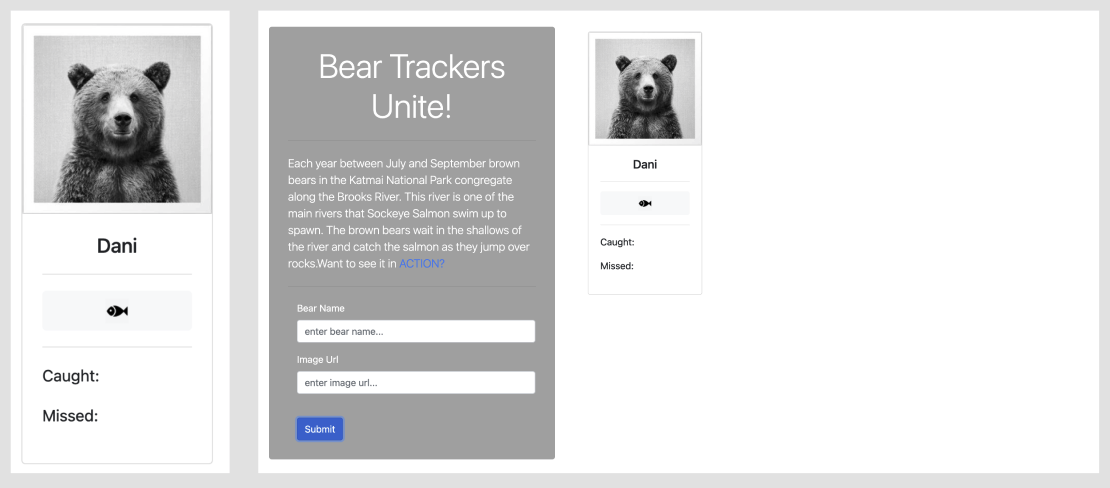 Dani
Caught:
Missed:
Bear Trackers
Unite!
Each year between July and September brown
bears in the Katmai National Park congregate
along the Brooks River. This river is one of the
main rivers that Sockeye Salmon swim up to
spawn. The brown bears wait in the shallows of
the river and catch the salmon as they jump over
rocks.Want to see it in ACTION?
Bear Name
enter bear name...
Image Url
enter image url...
Submit
Dani
Caught:
Missed: